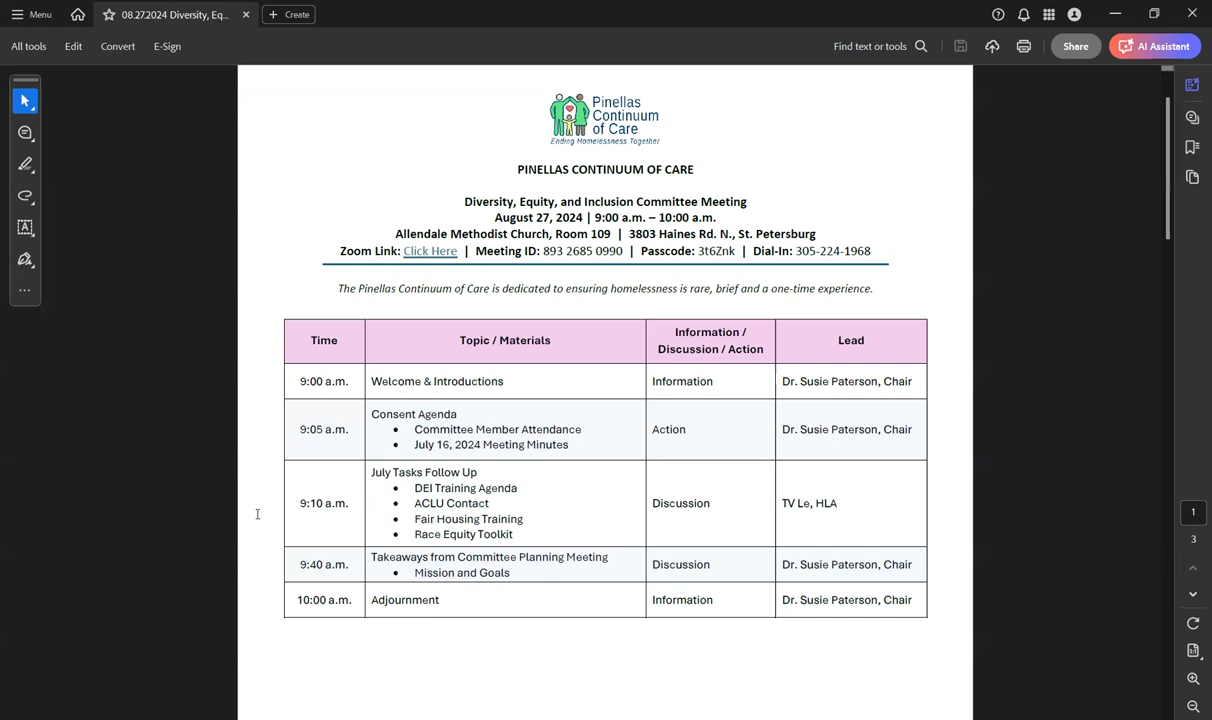 Menu
08.27.2024 Diversity, Eq...
Create
All tools
Edit
Convert
E-Sign
Find text or tools
Share
AI Assistant
Pinellas
Continuum
of Care
Ending Homelessness Together
PINELLAS CONTINUUM OF CARE
Diversity, Equity, and Inclusion Committee Meeting
August 27, 2024 | 9:00 a.m. – 10:00 a.m.
Allendale Methodist Church, Room 109 | 3803 Haines Rd. N., St. Petersburg
Zoom Link: Click Here | Meeting ID: 893 2685 0990 | Passcode: 3t6Znk | Dial-In: 305-224-1968
The Pinellas Continuum of Care is dedicated to ensuring homelessness is rare, brief and a one-time experience.
Time
Topic / Materials
Information /
Discussion / Action
Lead
9:00 a.m.
Welcome & Introductions
Information
Dr. Susie Paterson, Chair
9:05 a.m.
Consent Agenda
• Committee Member Attendance
• July 16, 2024 Meeting Minutes
Action
Dr. Susie Paterson, Chair
9:10 a.m.
July Tasks Follow Up
• DEI Training Agenda
• ACLU Contact
• Fair Housing Training
• Race Equity Toolkit
Discussion
TV Le, HLA
9:40 a.m.
Takeaways from Committee Planning Meeting
• Mission and Goals
Discussion
Dr. Susie Paterson, Chair
10:00 a.m.
Adjournment
Information
Dr. Susie Paterson, Chair
1
3